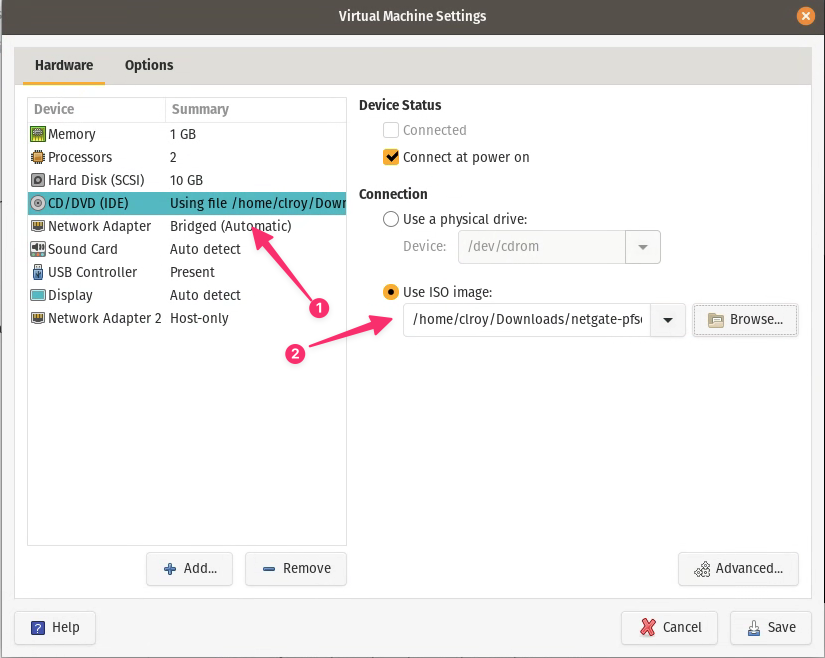 Virtual Machine Settings
Hardware Options
Device Summary
Memory 1 GB
Processors 2
Hard Disk (SCSI) 10 GB
CD/DVD (IDE) Using file /home/clroy/Down
Network Adapter Bridged (Automatic)
Sound Card Auto detect
USB Controller Present
Display Auto detect
Network Adapter 2 Host-only
1
2
Add... Remove
Device Status
Connected
Connect at power on
Connection
Use a physical drive:
Device: /dev/cdrom
Use ISO image:
/home/clroy/Downloads/netgate-pfs Browse...
Advanced...
Help Cancel Save